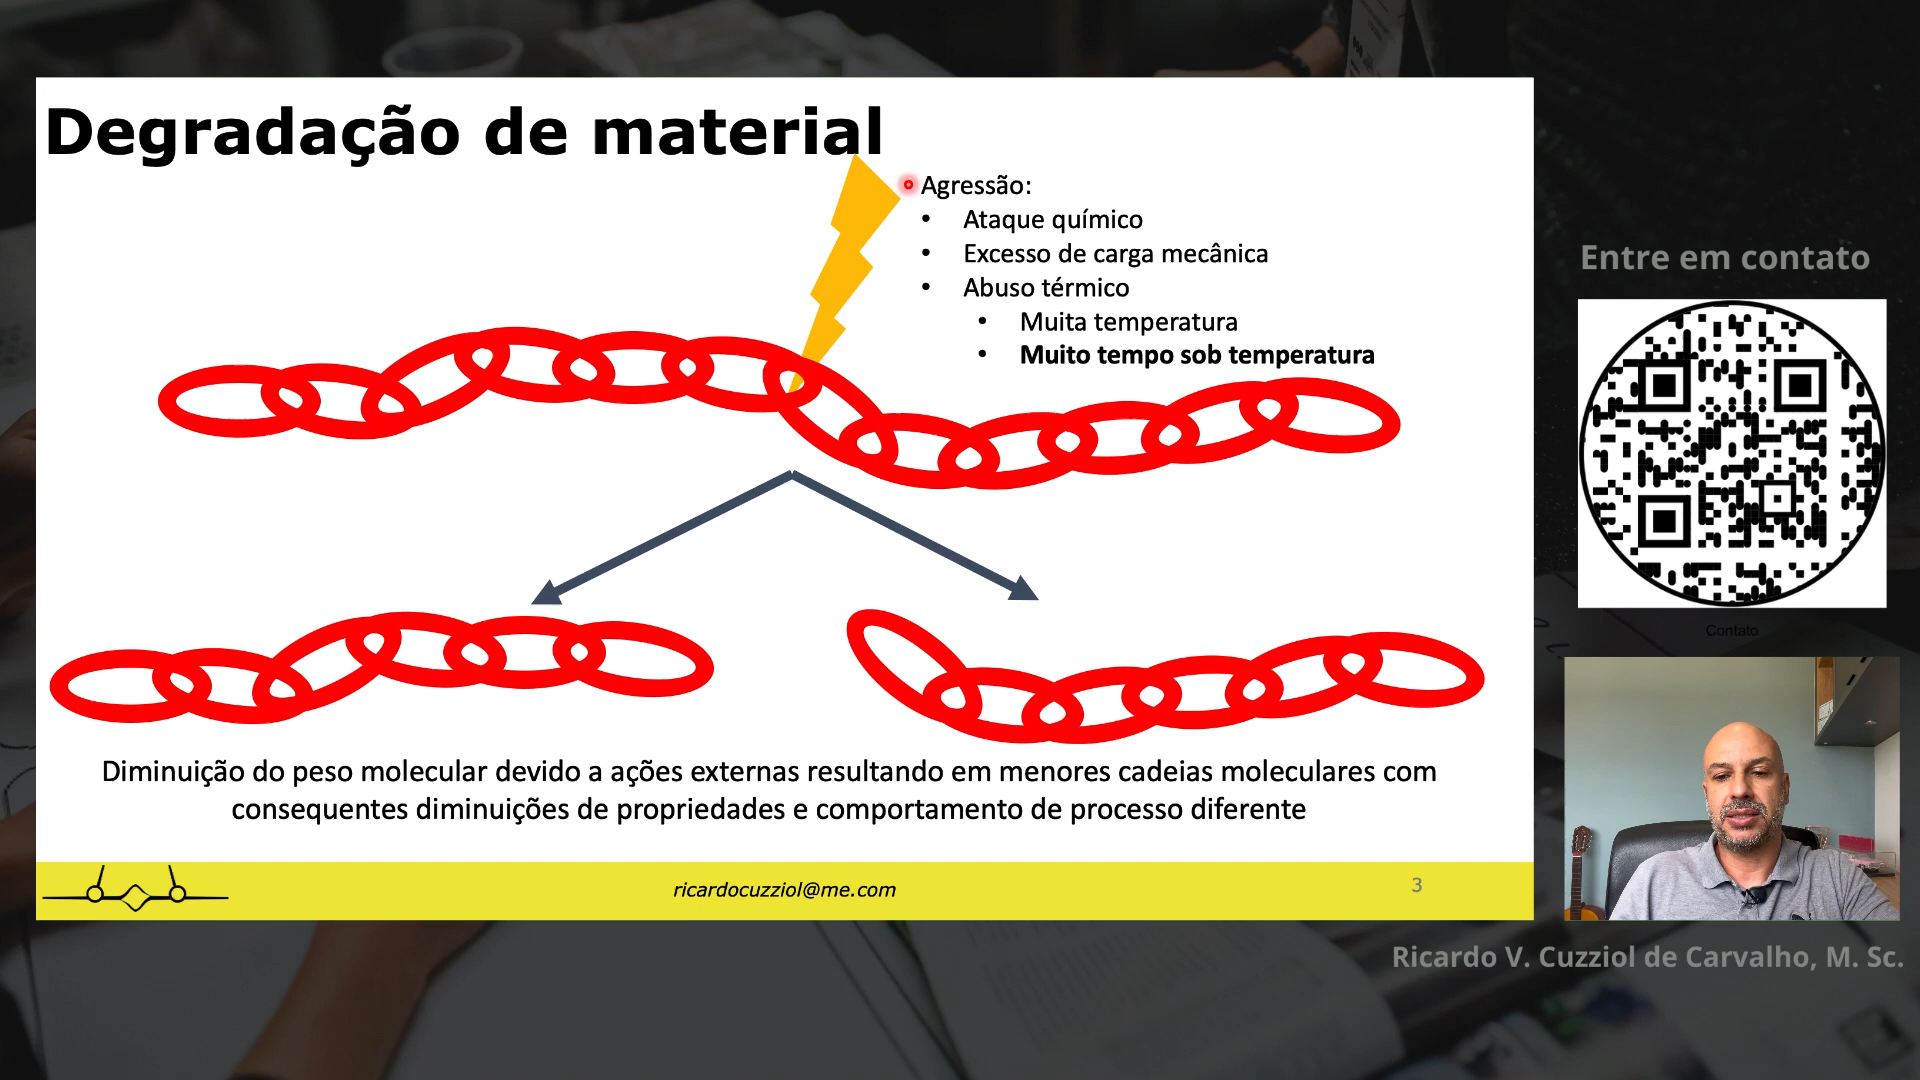 Degradação de material
Agressão:
• Ataque químico
• Excesso de carga mecânica
• Abuso térmico
• Muita temperatura
• Muito tempo sob temperatura
Diminuição do peso molecular devido a ações externas resultando em menores cadeias moleculares com
consequentes diminuições de propriedades e comportamento de processo diferente
ricardocuzziol@me.com
3
Entre em contato
Contato
Ricardo V. Cuzziol de Carvalho, M. Sc.